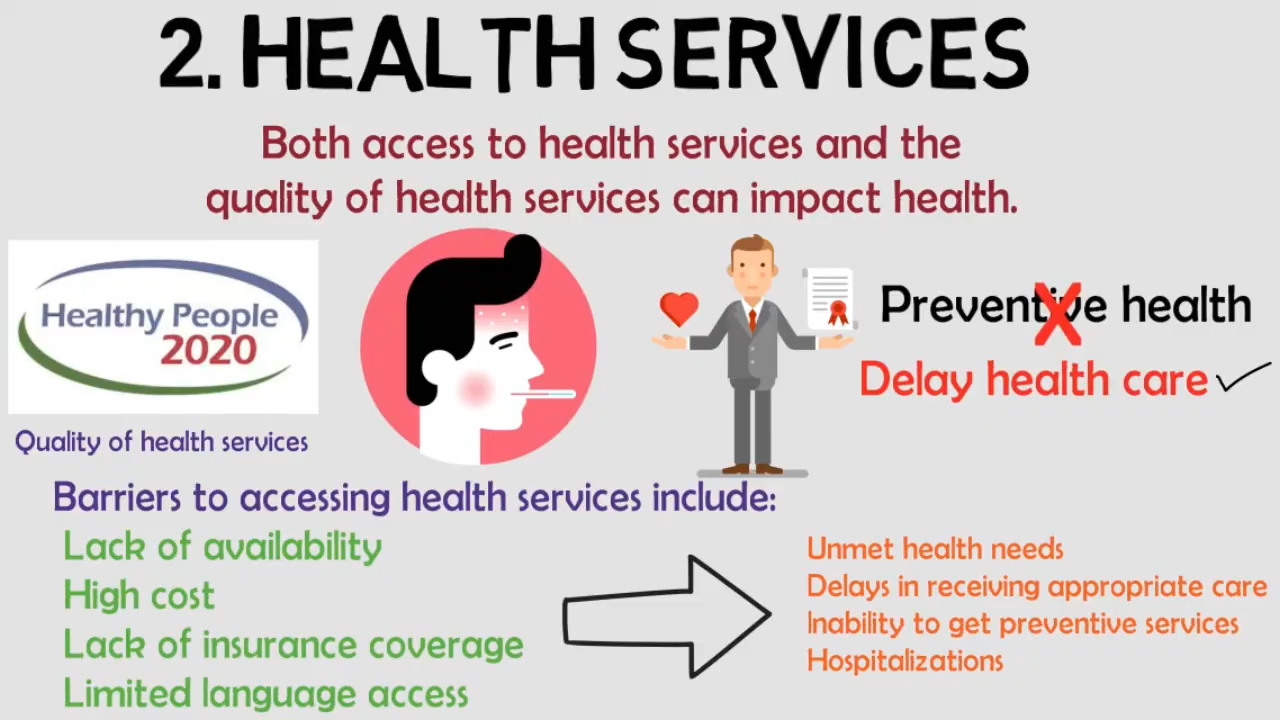 2. HEALTH SERVICES
Both access to health services and the
quality of health services can impact health.
Healthy People
2020
Quality of health services
Preventive health
Delay health care
Barriers to accessing health services include:
Lack of availability
High cost
Lack of insurance coverage
Limited language access
Unmet health needs
Delays in receiving appropriate care
Inability to get preventive services
Hospitalizations